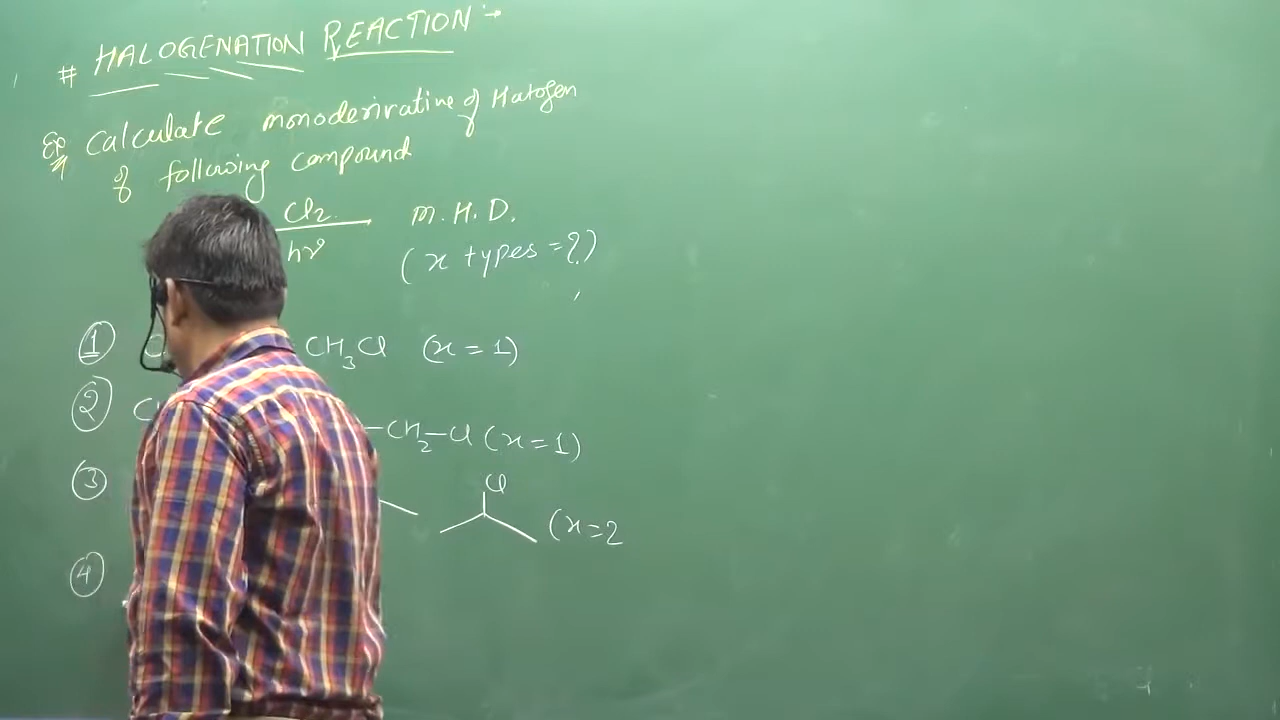 # HALOGENATION REACTION :→
Ex Calculate monoderivative of Halogen
of following compound
Cl2 M.H.D.
hν (x types = ?)
① C CH3Cl (x = 1)
② CH –CH2–Cl (x = 1)
③ Cl (x=2
④